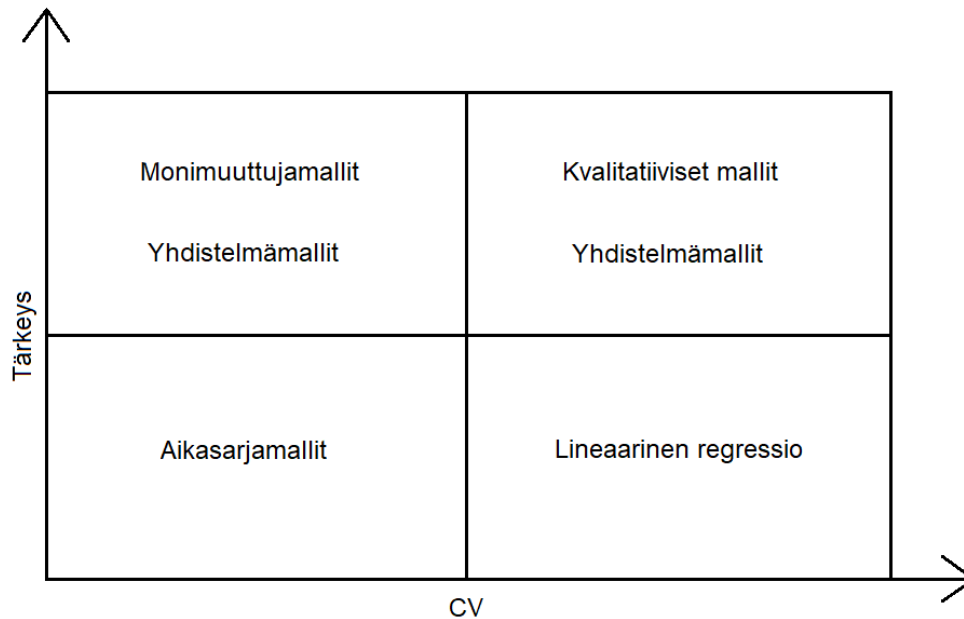 Monimuuttujamallit
Kvalitatiiviset mallit
Yhdistelmämallit
Yhdistelmämallit
Tärkeys
Aikasarjamallit
Lineaarinen regressio
CV